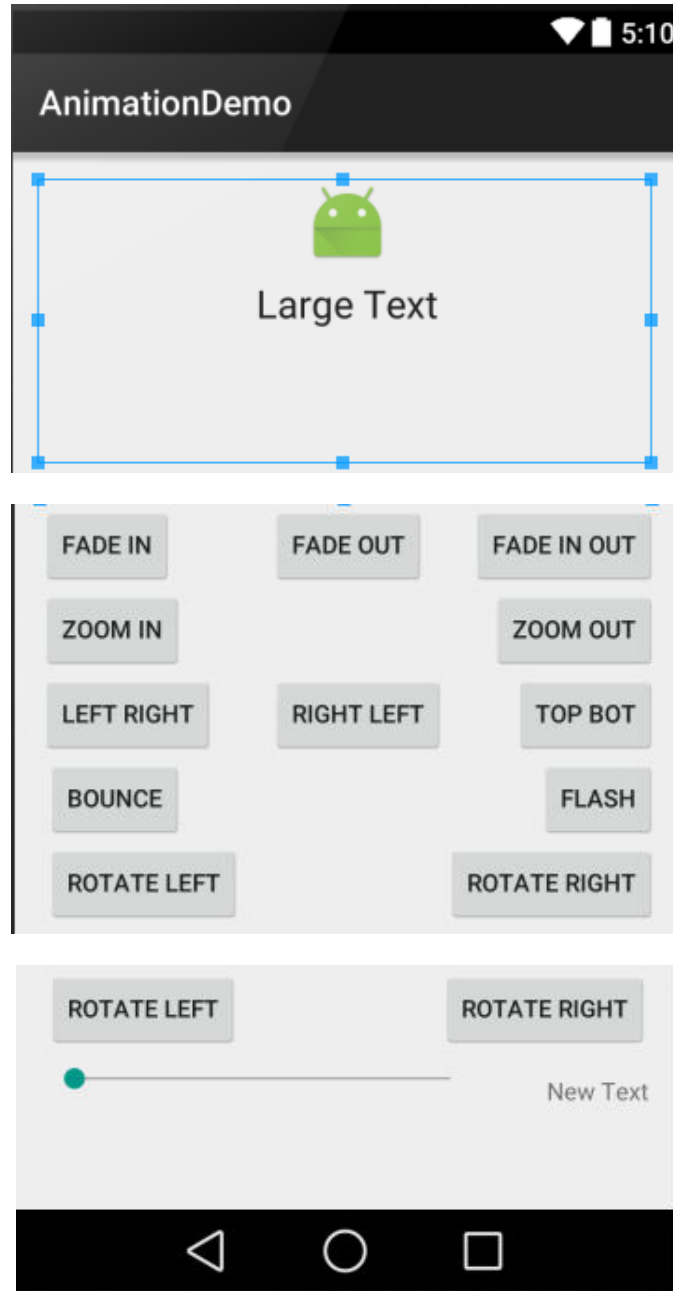 5:10
AnimationDemo
Large Text
FADE IN FADE OUT FADE IN OUT
ZOOM IN ZOOM OUT
LEFT RIGHT RIGHT LEFT TOP BOT
BOUNCE FLASH
ROTATE LEFT ROTATE RIGHT
ROTATE LEFT ROTATE RIGHT
New Text